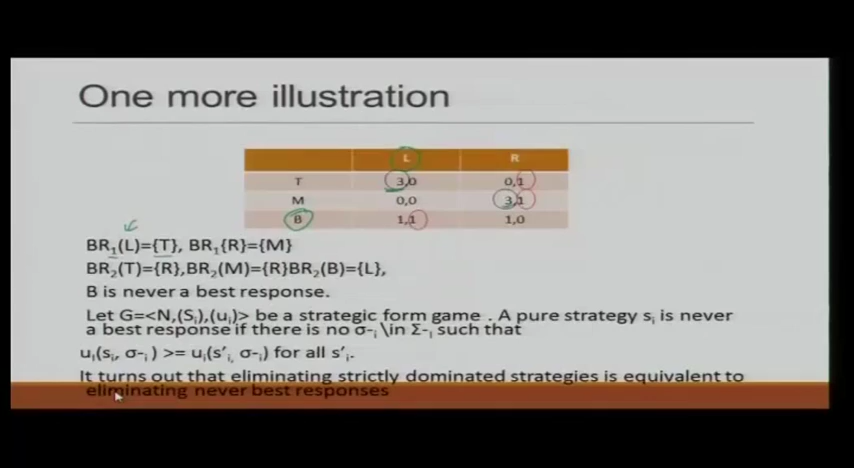 One more illustration
L R
T 3,0 0,1
M 0,0 3,1
B 1,1 1,0
BR₁(L)={T}, BR₁{R}={M}
BR₂(T)={R},BR₂(M)={R}BR₂(B)={L},
B is never a best response.
Let G=<N,(Sᵢ),(uᵢ)> be a strategic form game . A pure strategy sᵢ is never
a best response if there is no σ-ᵢ \in Σ-ᵢ such that
uᵢ(sᵢ, σ-ᵢ ) >= uᵢ(s'ᵢ, σ-ᵢ) for all s'ᵢ.
It turns out that eliminating strictly dominated strategies is equivalent to
eliminating never best responses